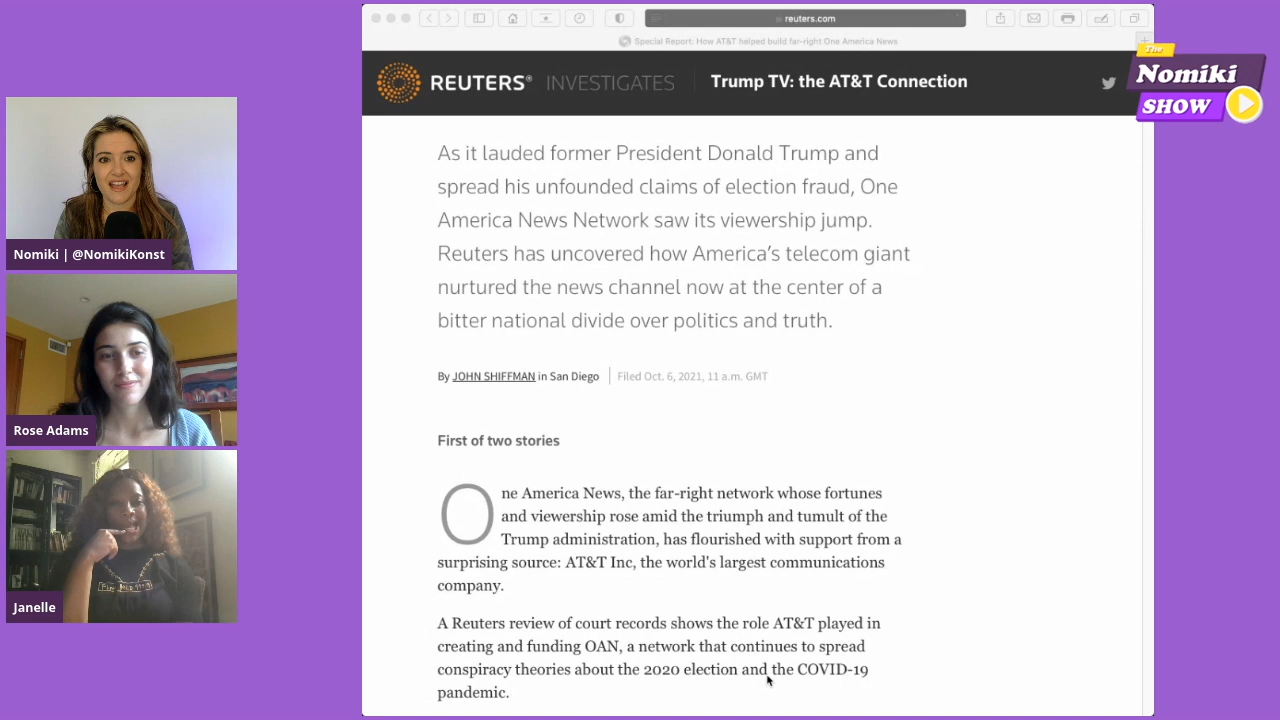 reuters.com
Special Report: How AT&T helped build far-right One America News
REUTERS® INVESTIGATES
Trump TV: the AT&T Connection
The
Nomiki
SHOW
As it lauded former President Donald Trump and
spread his unfounded claims of election fraud, One
America News Network saw its viewership jump.
Reuters has uncovered how America's telecom giant
nurtured the news channel now at the center of a
bitter national divide over politics and truth.
By JOHN SHIFFMAN in San Diego
Filed Oct. 6, 2021, 11 a.m. GMT
First of two stories
One America News, the far-right network whose fortunes
and viewership rose amid the triumph and tumult of the
Trump administration, has flourished with support from a
surprising source: AT&T Inc, the world's largest communications
company.
A Reuters review of court records shows the role AT&T played in
creating and funding OAN, a network that continues to spread
conspiracy theories about the 2020 election and the COVID-19
pandemic.
Nomiki | @NomikiKonst
Rose Adams
Janelle